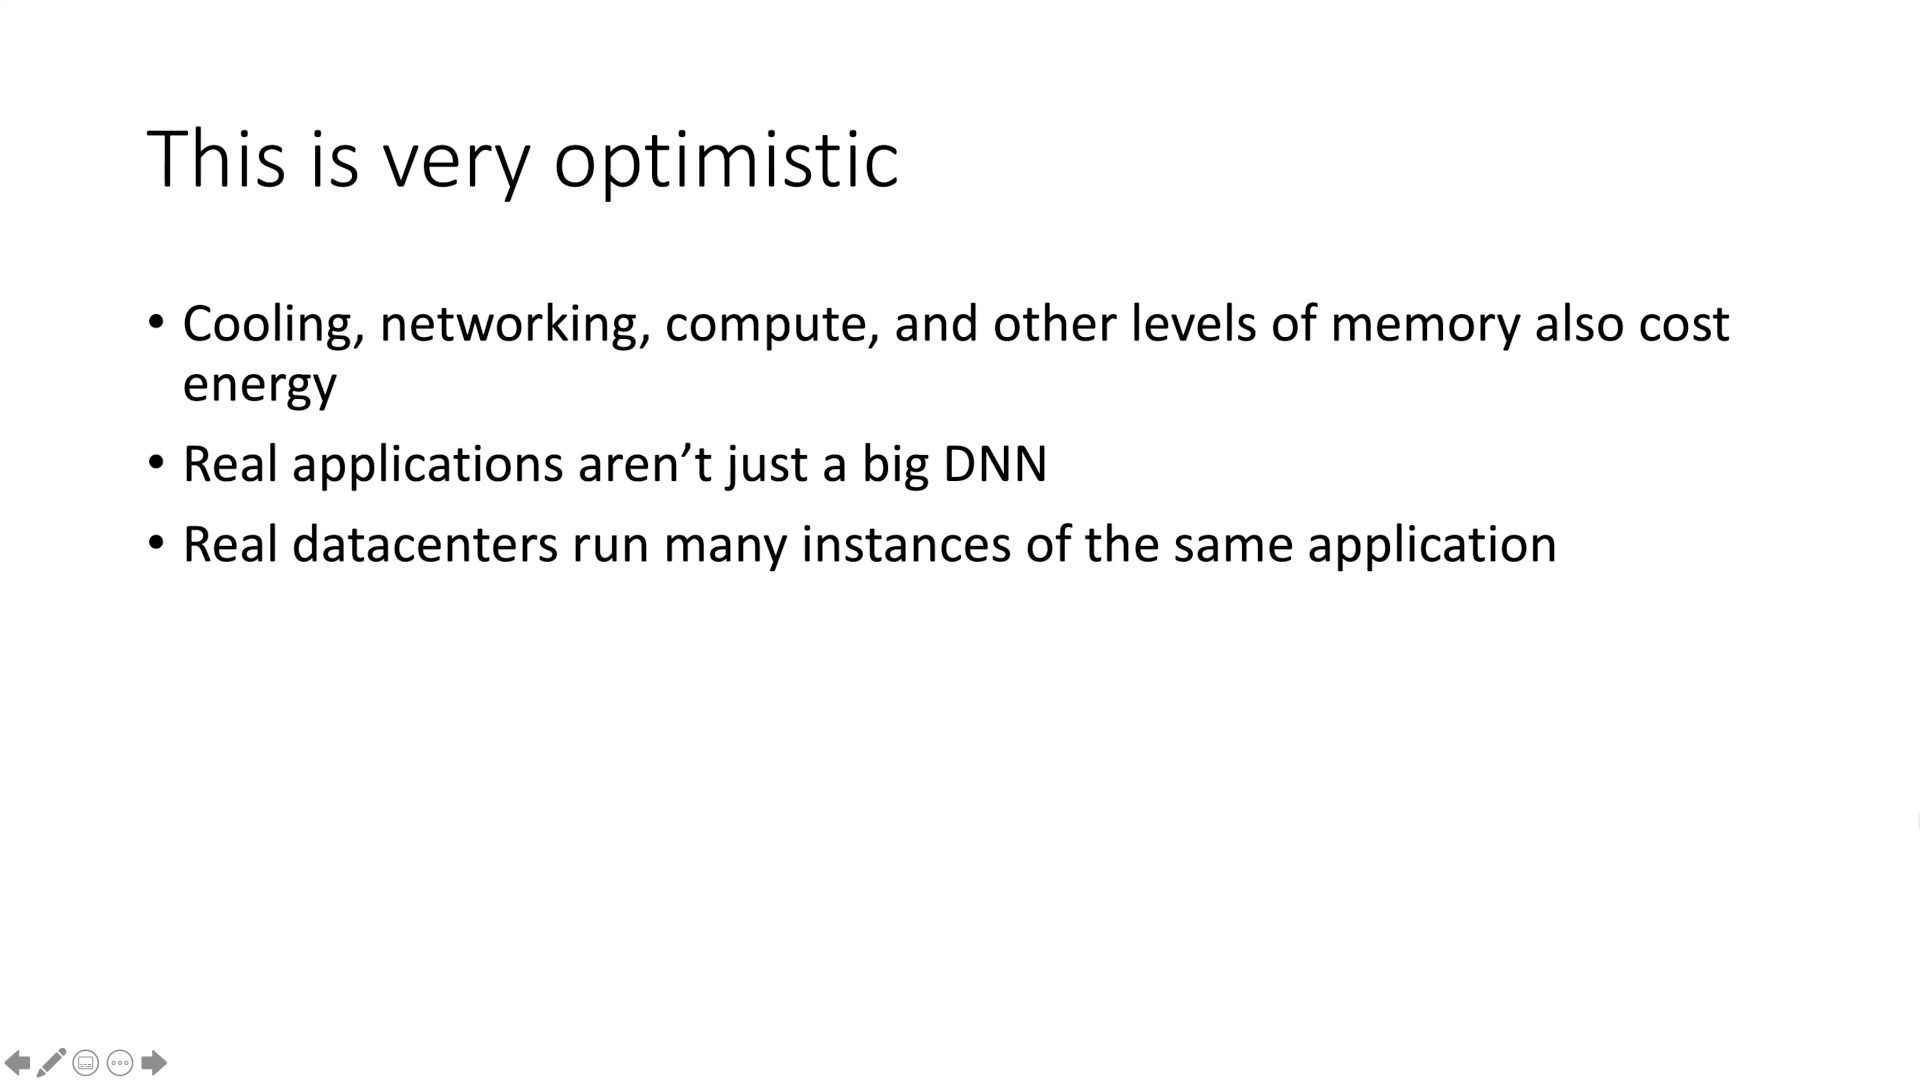 This is very optimistic
• Cooling, networking, compute, and other levels of memory also cost
energy
• Real applications aren’t just a big DNN
• Real datacenters run many instances of the same application